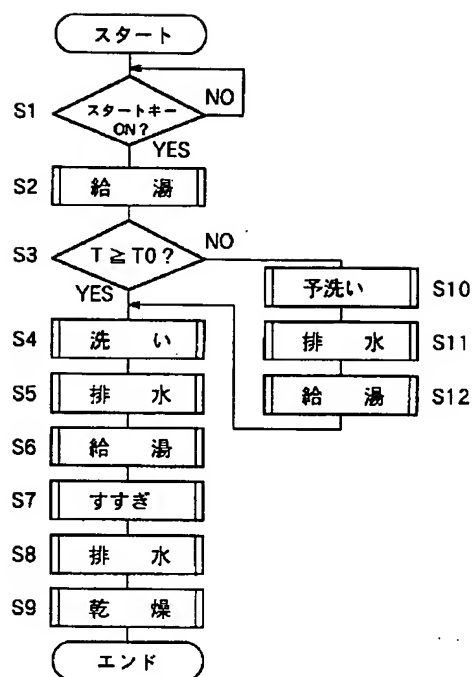 スタート
S1
スタートキー
ON?
NO
YES
S2
給 湯
S3
T ≧ T0 ?
NO
YES
S4
洗 い
S5
排 水
S6
給 湯
S7
すすぎ
S8
排 水
S9
乾 燥
エンド
予洗い
S10
排 水
S11
給 湯
S12